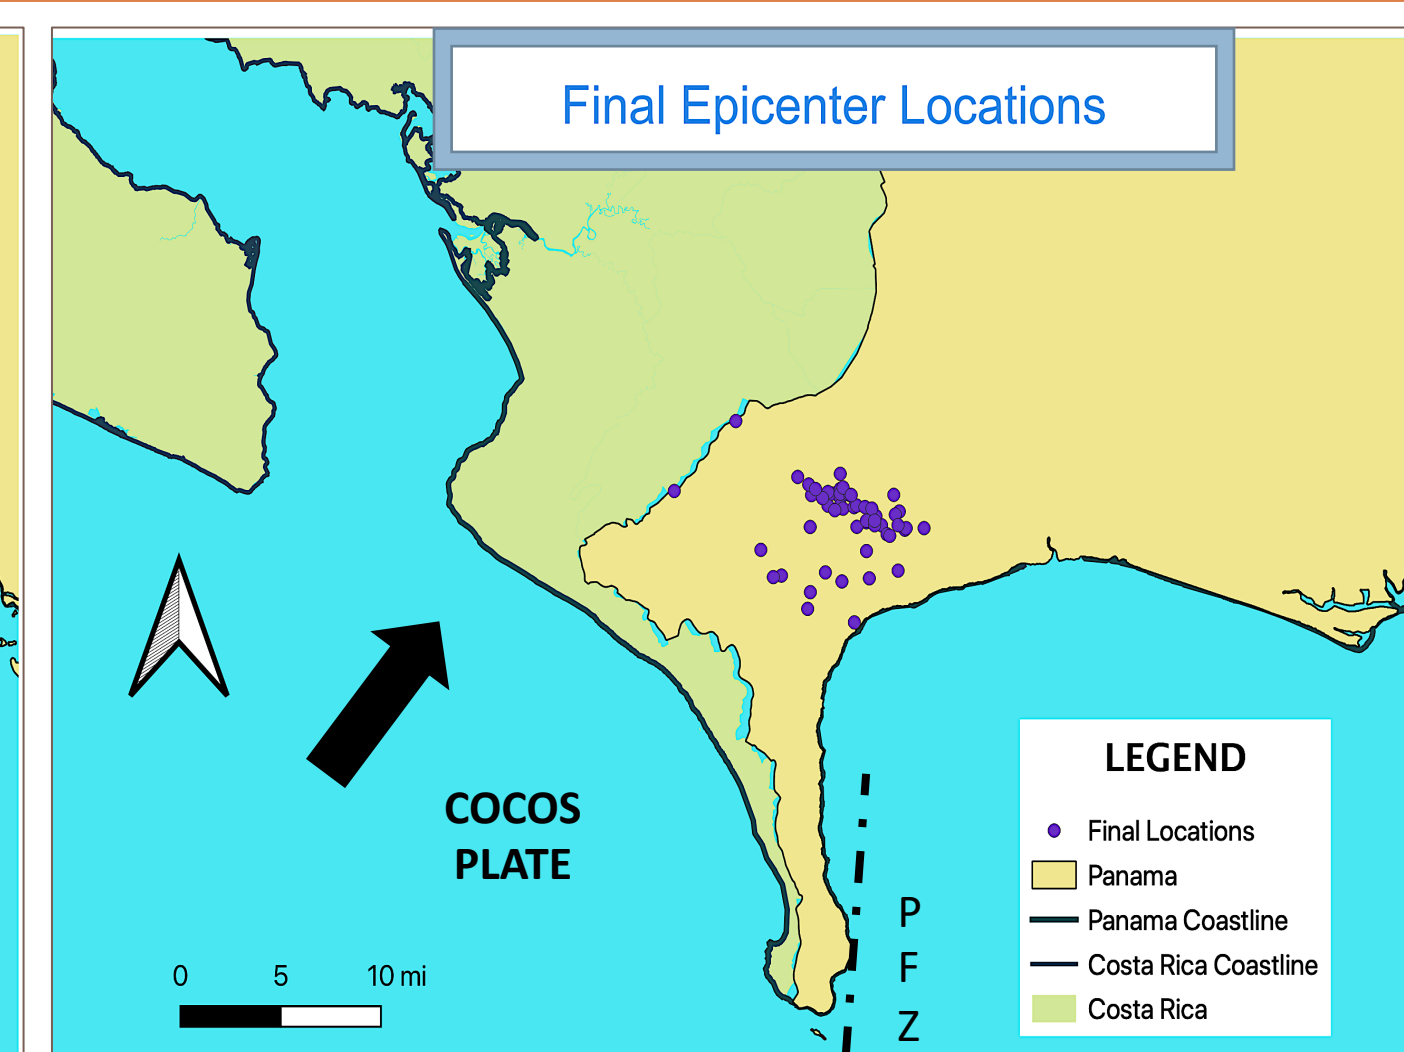 Final Epicenter Locations
COCOS
PLATE
0 5 10 mi
P
F
Z
LEGEND
Final Locations
Panama
Panama Coastline
Costa Rica Coastline
Costa Rica